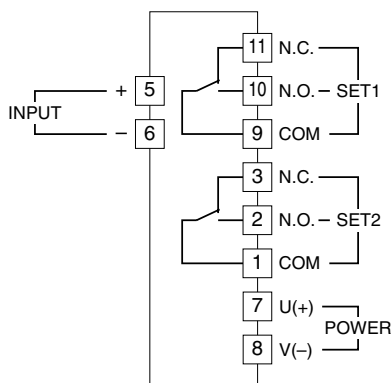 11 N.C.
+ 5
10 N.O. SET1
INPUT
– 6
9 COM
3 N.C.
2 N.O. SET2
1 COM
7 U(+)
POWER
8 V(–)